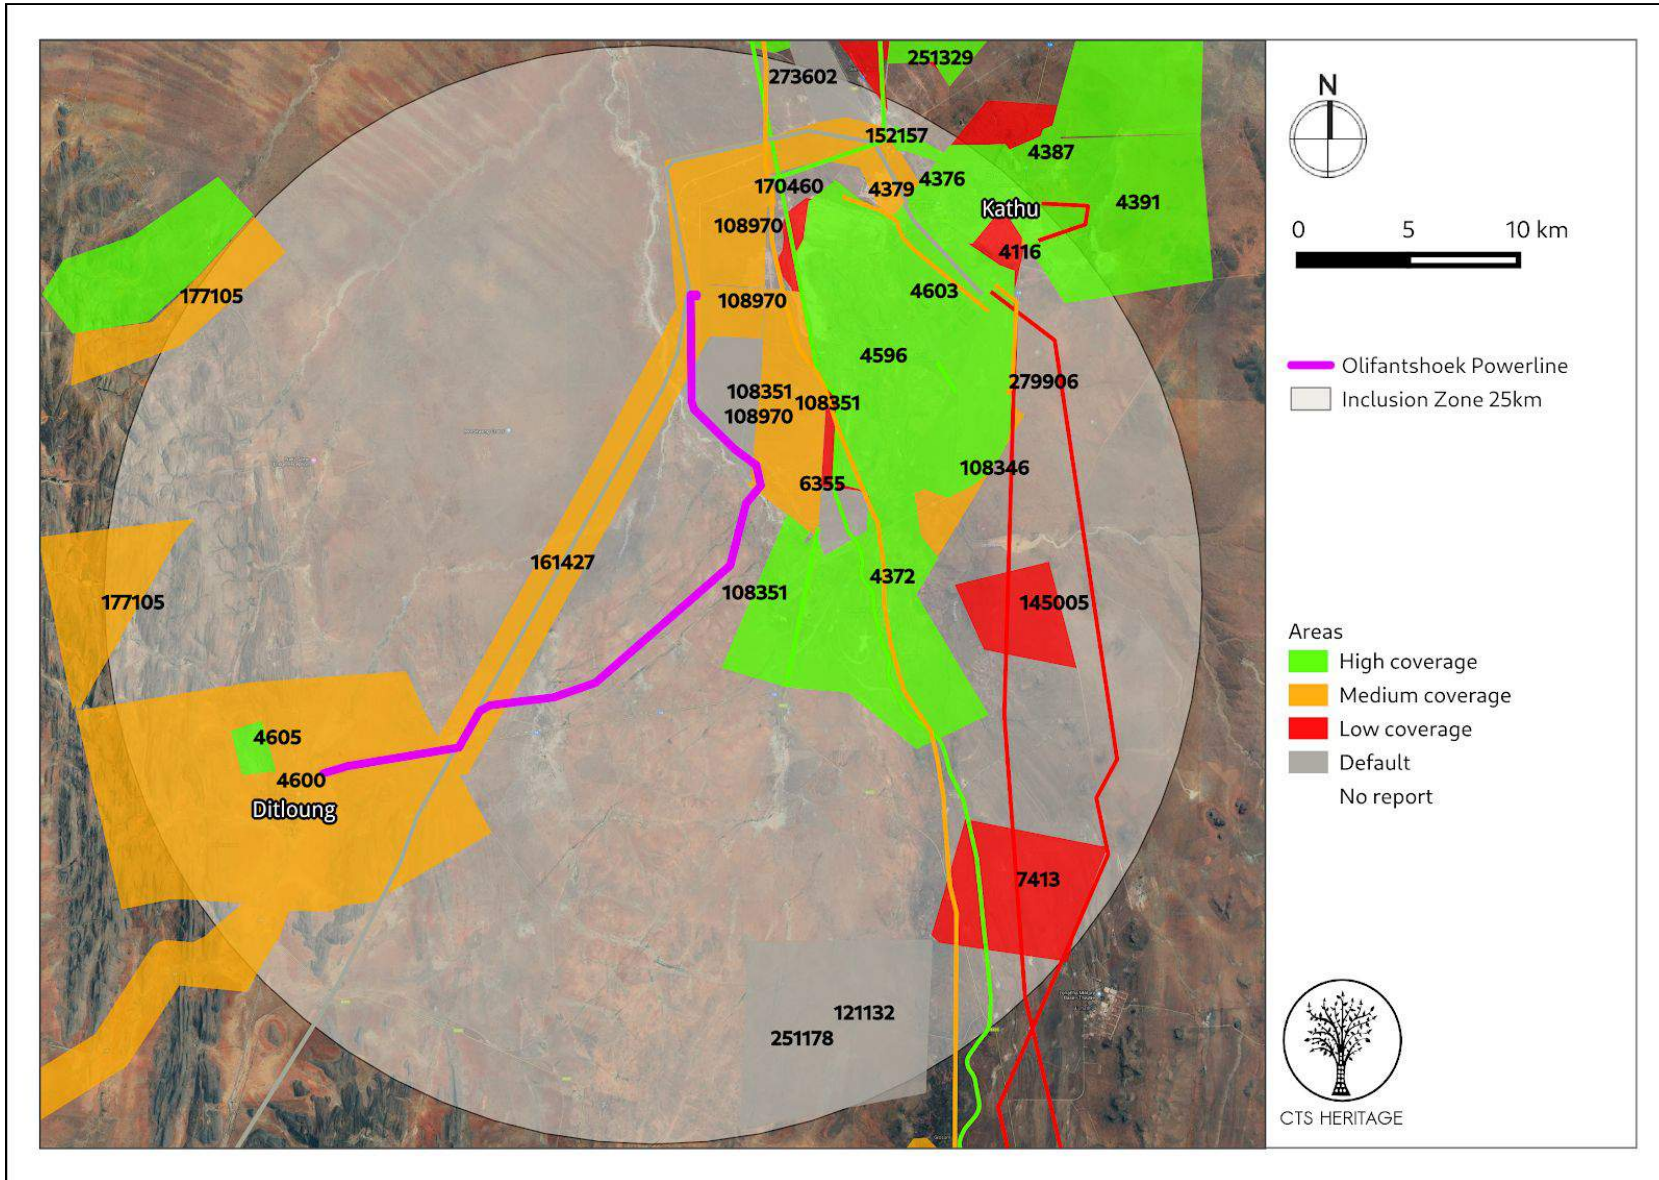 273602
251329
152157
4387
170460
4379
4376
4391
Kathu
108970
4116
177105
108970
4603
4596
279906
108351
108351
108970
108346
6355
161427
4372
177105
108351
145005
4605
4600
Ditloung
7413
121132
251178
N
0 5 10 km
Olifantshoek Powerline
Inclusion Zone 25km
Areas
High coverage
Medium coverage
Low coverage
Default
No report
CTS HERITAGE